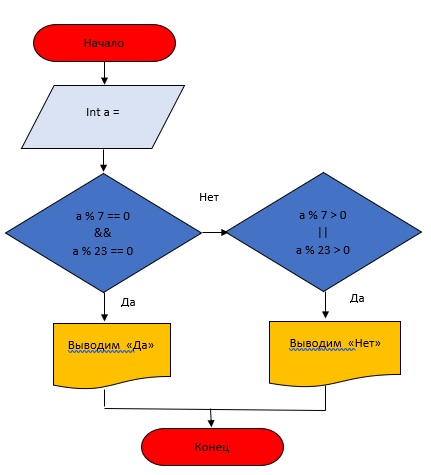 Начало
Int a =
a % 7 == 0
&&
a % 23 == 0
Нет
a % 7 > 0
||
a % 23 > 0
Да
Да
Выводим «Да»
Выводим «Нет»
Конец